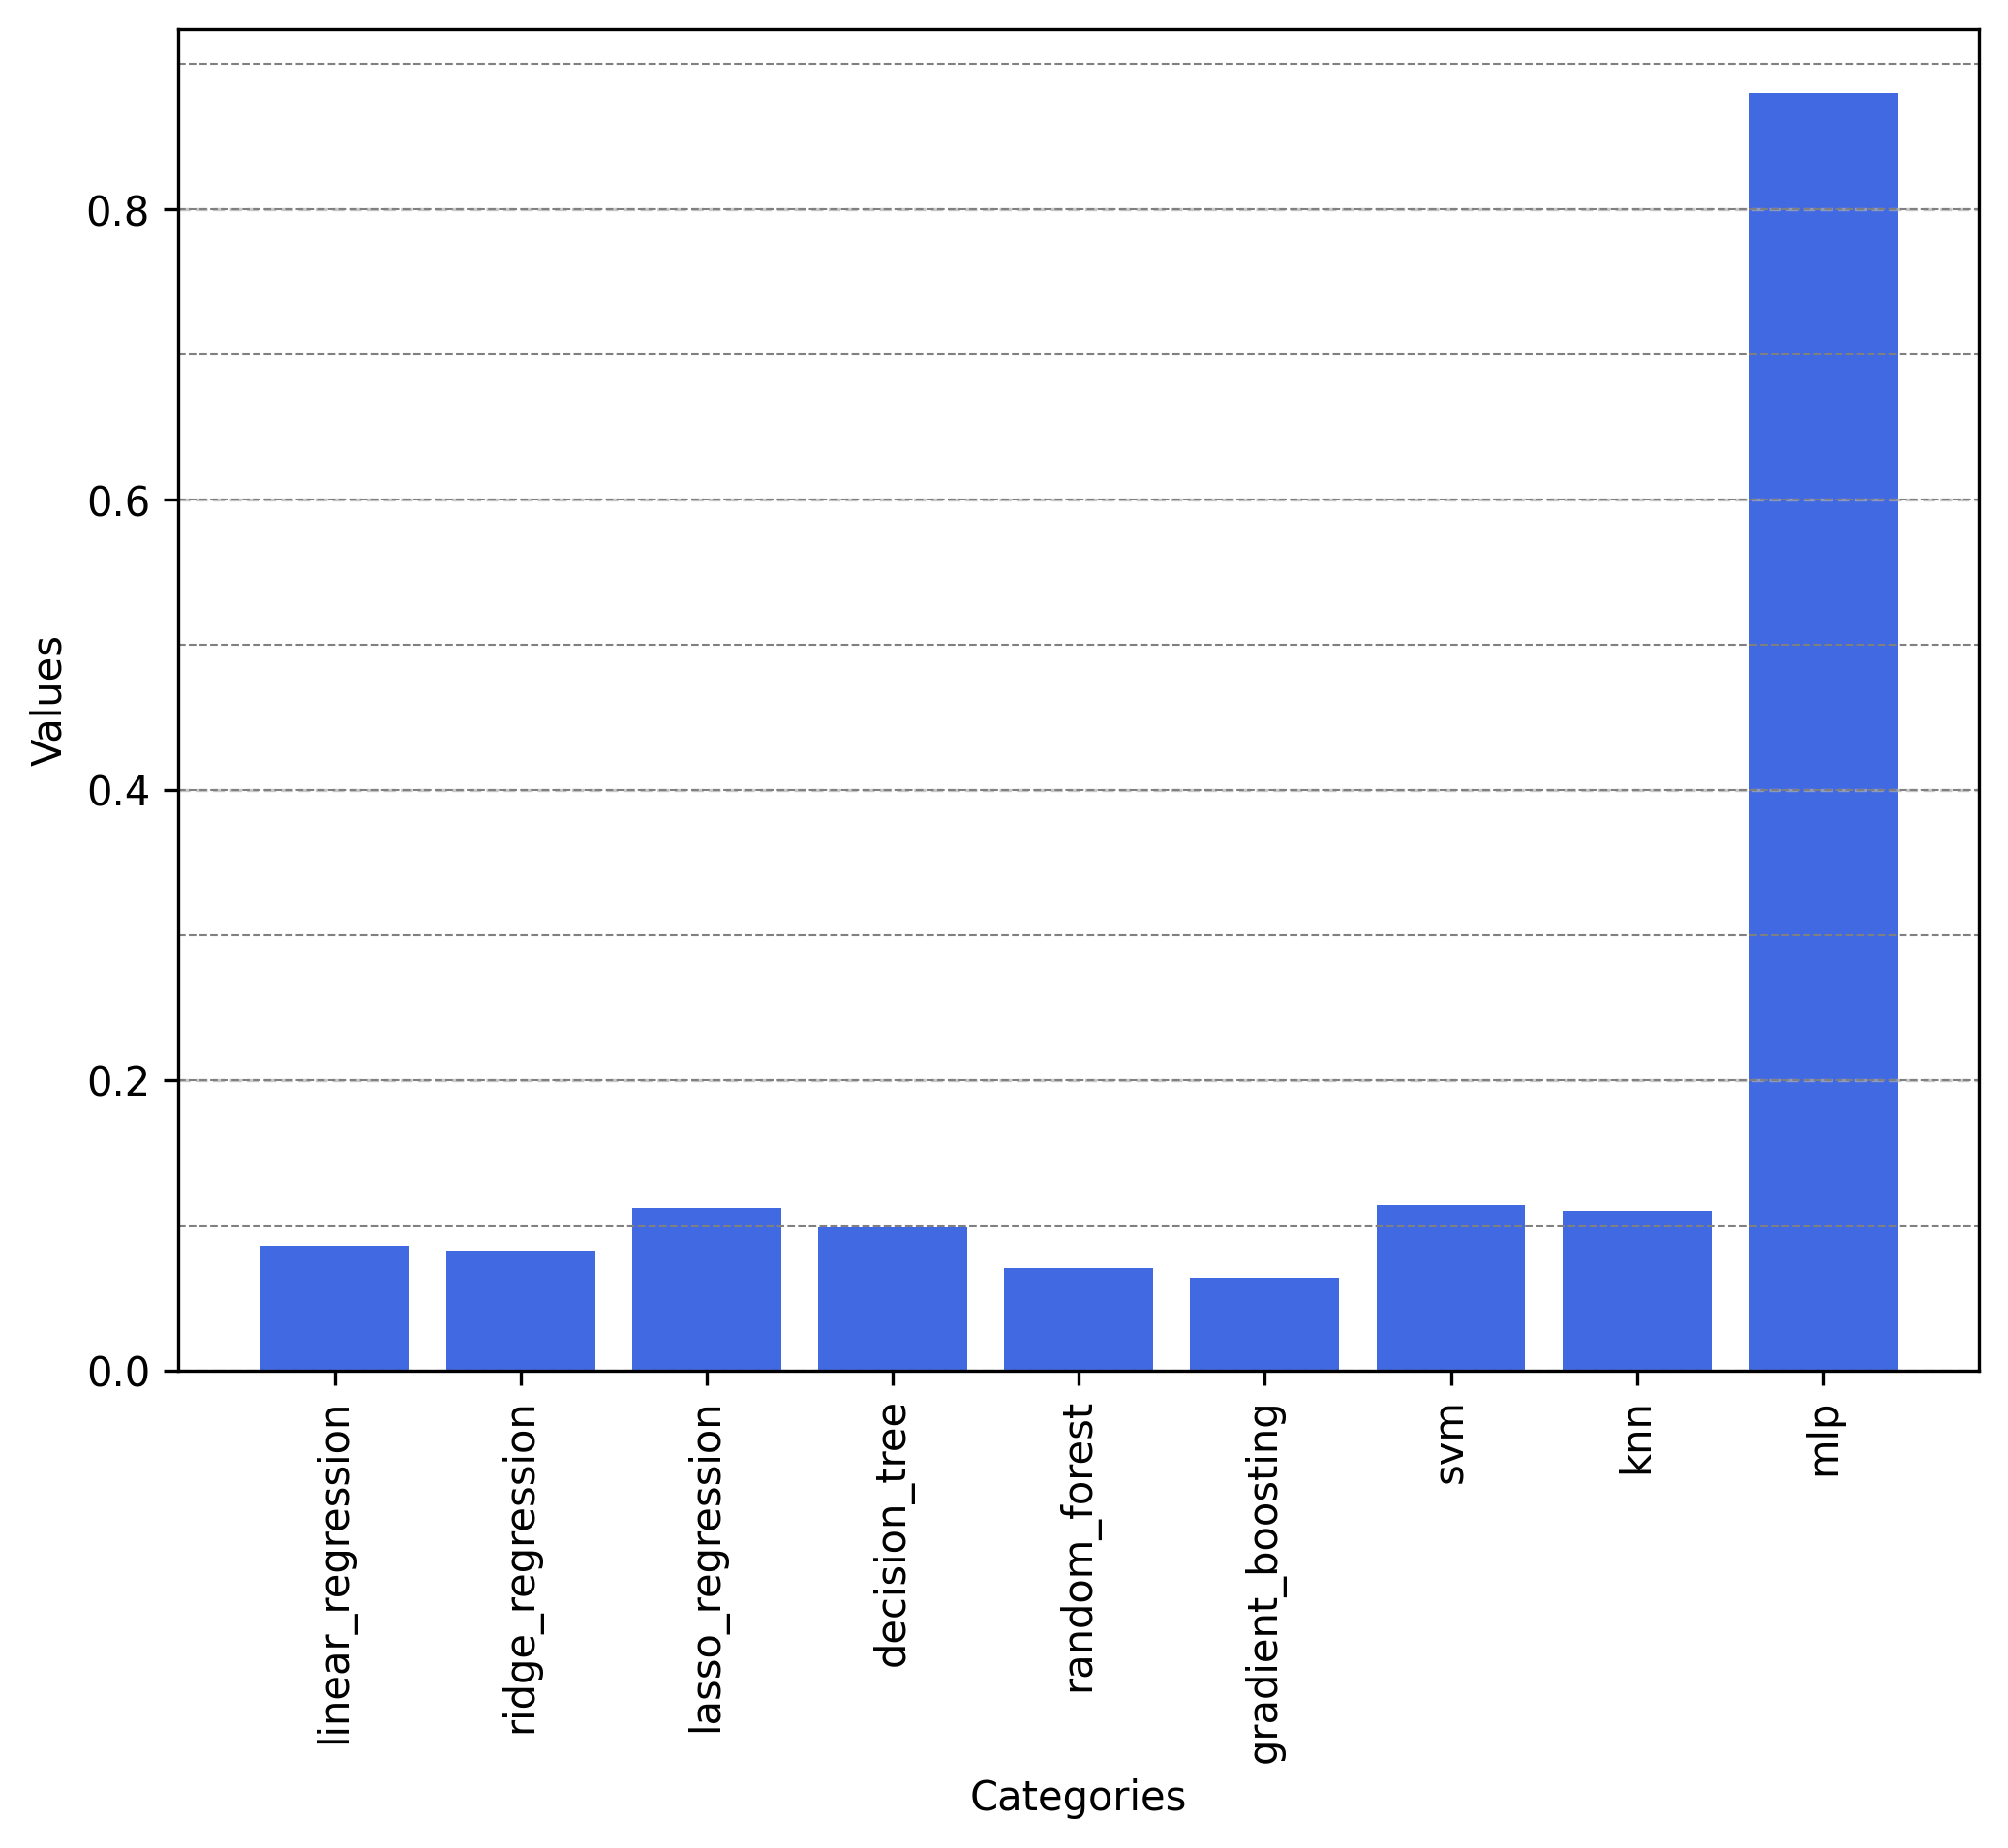 0.8
0.6
0.4
0.2
0.0
Values
linear_regression
ridge_regression
lasso_regression
decision_tree
random_forest
gradient_boosting
svm
knn
mlp
Categories